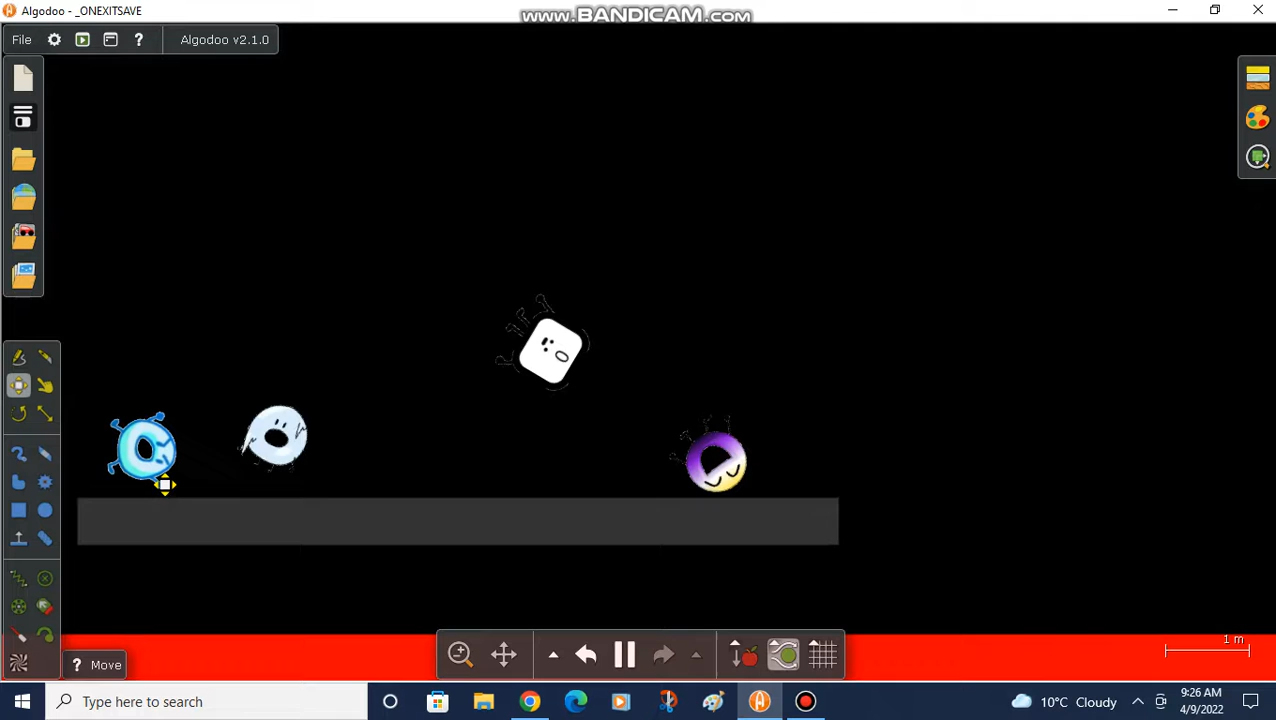 Algodoo - _ONEXITSAVE
www.BANDICAM.com
File
?
Algodoo v2.1.0
1 m
? Move
Type here to search
10°C Cloudy
9:26 AM
4/9/2022